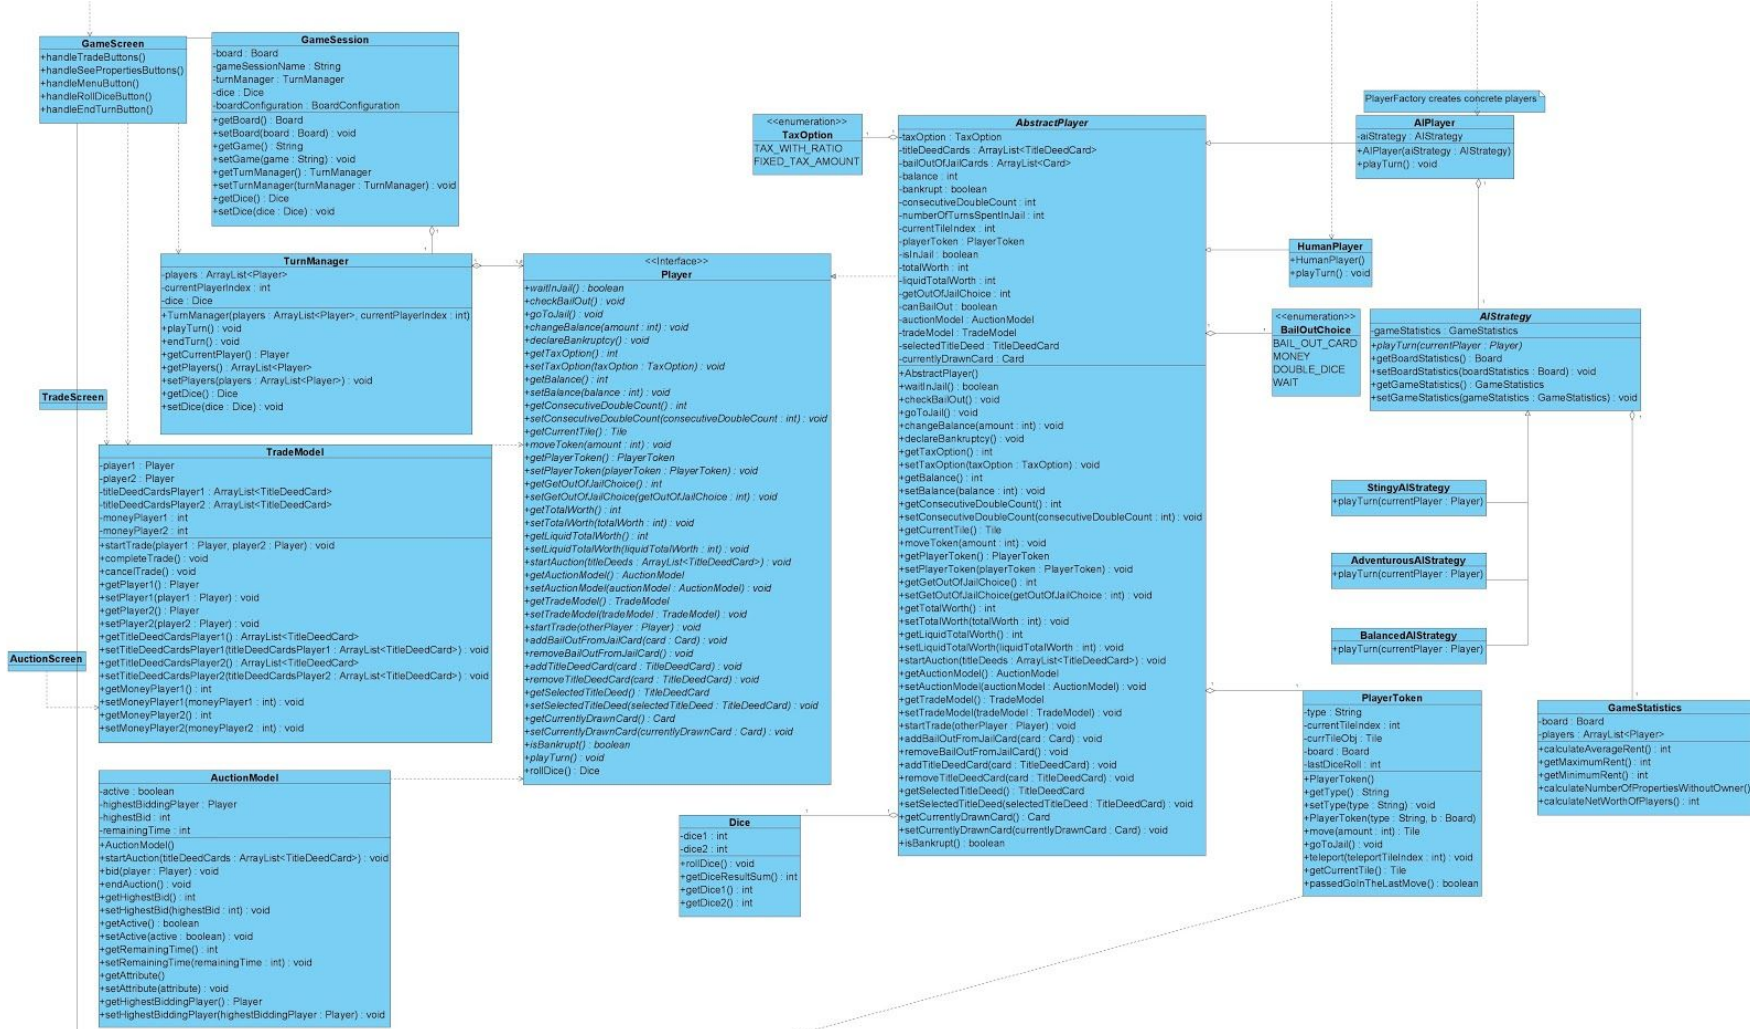 GameScreen
+handleTradeButtons()
+handleSeePropertiesButtons()
+handleMenuButton()
+handleRollDiceButton()
+handleEndTurnButton()
GameSession
-board : Board
-gameSessionName : String
-turnManager : TurnManager
-dice : Dice
-boardConfiguration : BoardConfiguration
+getBoard() : Board
+setBoard(board : Board) : void
+getGame() : String
+setGame(game : String) : void
+getTurnManager() : TurnManager
+setTurnManager(turnManager : TurnManager) : void
+getDice() : Dice
+setDice(dice : Dice) : void
TurnManager
-players : ArrayList<Player>
-currentPlayerIndex : int
-dice : Dice
+TurnManager(players : ArrayList<Player>, currentPlayerIndex : int)
+playTurn() : void
+endTurn() : void
+getCurrentPlayer() : Player
+getPlayers() : ArrayList<Player>
+setPlayers(players : ArrayList<Player>) : void
+getDice() : Dice
+setDice(dice : Dice) : void
TradeScreen
TradeModel
-player1 : Player
-player2 : Player
-titleDeedCardsPlayer1 : ArrayList<TitleDeedCard>
-titleDeedCardsPlayer2 : ArrayList<TitleDeedCard>
-moneyPlayer1 : int
-moneyPlayer2 : int
+startTrade(player1 : Player, player2 : Player) : void
+completeTrade() : void
+cancelTrade() : void
+getPlayer1() : Player
+setPlayer1(player1 : Player) : void
+getPlayer2() : Player
+setPlayer2(player2 : Player) : void
+getTitleDeedCardsPlayer1() : ArrayList<TitleDeedCard>
+setTitleDeedCardsPlayer1(titleDeedCardsPlayer1 : ArrayList<TitleDeedCard>) : void
+getTitleDeedCardsPlayer2() : ArrayList<TitleDeedCard>
+setTitleDeedCardsPlayer2(titleDeedCardsPlayer2 : ArrayList<TitleDeedCard>) : void
+getMoneyPlayer1() : int
+setMoneyPlayer1(moneyPlayer1 : int) : void
+getMoneyPlayer2() : int
+setMoneyPlayer2(moneyPlayer2 : int) : void
AuctionScreen
AuctionModel
-active : boolean
-highestBiddingPlayer : Player
-highestBid : int
-remainingTime : int
+AuctionModel()
+startAuction(titleDeedCards : ArrayList<TitleDeedCard>) : void
+bid(player : Player) : void
+endAuction() : void
+getHighestBid() : int
+setHighestBid(highestBid : int) : void
+getActive() : boolean
+setActive(active : boolean) : void
+getRemainingTime() : int
+setRemainingTime(remainingTime : int) : void
+getAttribute()
+setAttribute(attribute) : void
+getHighestBiddingPlayer() : Player
+setHighestBiddingPlayer(highestBiddingPlayer : Player) : void
<<Interface>>
Player
+waitInJail() : boolean
+checkBailOut() : void
+goToJail() : void
+changeBalance(amount : int) : void
+declareBankruptcy() : void
+getTaxOption() : int
+setTaxOption(taxOption : TaxOption) : void
+getBalance() : int
+setBalance(balance : int) : void
+getConsecutiveDoubleCount() : int
+setConsecutiveDoubleCount(consecutiveDoubleCount : int) : void
+getCurrentTile() : Tile
+moveToken(amount : int) : void
+getPlayerToken() : PlayerToken
+setPlayerToken(playerToken : PlayerToken) : void
+getGetOutOfJailChoice() : int
+setGetOutOfJailChoice(getOutOfJailChoice : int) : void
+getTotalWorth() : int
+setTotalWorth(totalWorth : int) : void
+getLiquidTotalWorth() : int
+setLiquidTotalWorth(liquidTotalWorth : int) : void
+startAuction(titleDeeds : ArrayList<TitleDeedCard>) : void
+getAuctionModel() : AuctionModel
+setAuctionModel(auctionModel : AuctionModel) : void
+getTradeModel() : TradeModel
+setTradeModel(tradeModel : TradeModel) : void
+startTrade(otherPlayer : Player) : void
+addBailOutFromJailCard(card : Card) : void
+removeBailOutFromJailCard() : void
+addTitleDeedCard(card : TitleDeedCard) : void
+removeTitleDeedCard(card : TitleDeedCard) : void
+getSelectedTitleDeed() : TitleDeedCard
+setSelectedTitleDeed(selectedTitleDeed : TitleDeedCard) : void
+getCurrentlyDrawnCard() : Card
+setCurrentlyDrawnCard(currentlyDrawnCard : Card) : void
+isBankrupt() : boolean
+playTurn() : void
+rollDice() : Dice
Dice
-dice1 : int
-dice2 : int
+rollDice() : void
+getDiceResultSum() : int
+getDice1() : int
+getDice2() : int
<<enumeration>>
TaxOption
TAX_WITH_RATIO
FIXED_TAX_AMOUNT
AbstractPlayer
-taxOption : TaxOption
-titleDeedCards : ArrayList<TitleDeedCard>
-bailOutOfJailCards : ArrayList<Card>
-balance : int
-bankrupt : boolean
-consecutiveDoubleCount : int
-numberOfTurnsSpentInJail : int
-currentTileIndex : int
-playerToken : PlayerToken
-isInJail : boolean
-totalWorth : int
-liquidTotalWorth : int
-getOutOfJailChoice : int
-canBailOut : boolean
-auctionModel : AuctionModel
-tradeModel : TradeModel
-selectedTitleDeed : TitleDeedCard
-currentlyDrawnCard : Card
+AbstractPlayer()
+waitInJail() : boolean
+checkBailOut() : void
+goToJail() : void
+changeBalance(amount : int) : void
+declareBankruptcy() : void
+getTaxOption() : int
+setTaxOption(taxOption : TaxOption) : void
+getBalance() : int
+setBalance(balance : int) : void
+getConsecutiveDoubleCount() : int
+setConsecutiveDoubleCount(consecutiveDoubleCount : int) : void
+getCurrentTile() : Tile
+moveToken(amount : int) : void
+getPlayerToken() : PlayerToken
+setPlayerToken(playerToken : PlayerToken) : void
+getGetOutOfJailChoice() : int
+setGetOutOfJailChoice(getOutOfJailChoice : int) : void
+getTotalWorth() : int
+setTotalWorth(totalWorth : int) : void
+getLiquidTotalWorth() : int
+setLiquidTotalWorth(liquidTotalWorth : int) : void
+startAuction(titleDeeds : ArrayList<TitleDeedCard>) : void
+getAuctionModel() : AuctionModel
+setAuctionModel(auctionModel : AuctionModel) : void
+getTradeModel() : TradeModel
+setTradeModel(tradeModel : TradeModel) : void
+startTrade(otherPlayer : Player) : void
+addBailOutFromJailCard(card : Card) : void
+removeBailOutFromJailCard() : void
+addTitleDeedCard(card : TitleDeedCard) : void
+removeTitleDeedCard(card : TitleDeedCard) : void
+getSelectedTitleDeed() : TitleDeedCard
+setSelectedTitleDeed(selectedTitleDeed : TitleDeedCard) : void
+getCurrentlyDrawnCard() : Card
+setCurrentlyDrawnCard(currentlyDrawnCard : Card) : void
+isBankrupt() : boolean
PlayerFactory creates concrete players
AIPlayer
-aiStrategy : AIStrategy
+AIPlayer(aiStrategy : AIStrategy)
+playTurn() : void
HumanPlayer
+HumanPlayer()
+playTurn() : void
<<enumeration>>
BailOutChoice
BAIL_OUT_CARD
MONEY
DOUBLE_DICE
WAIT
AIStrategy
-gameStatistics : GameStatistics
+playTurn(currentPlayer : Player)
+getBoardStatistics() : Board
+setBoardStatistics(boardStatistics : Board) : void
+getGameStatistics() : GameStatistics
+setGameStatistics(gameStatistics : GameStatistics) : void
StingyAIStrategy
+playTurn(currentPlayer : Player)
AdventurousAIStrategy
+playTurn(currentPlayer : Player)
BalancedAIStrategy
+playTurn(currentPlayer : Player)
PlayerToken
-type : String
-currentTileIndex : int
-currTileObj : Tile
-board : Board
-lastDiceRoll : int
+PlayerToken()
+getType() : String
+setType(type : String) : void
+PlayerToken(type : String, b : Board)
+move(amount : int) : Tile
+goToJail() : void
+teleport(teleportTileIndex : int) : void
+getCurrentTile() : Tile
+passedGoInTheLastMove() : boolean
GameStatistics
-board : Board
-players : ArrayList<Player>
+calculateAverageRent() : int
+getMaximumRent() : int
+getMinimumRent() : int
+calculateNumberOfPropertiesWithoutOwner()
+calculateNetWorthOfPlayers() : int